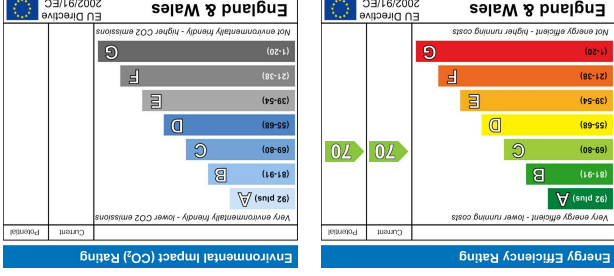 Energy Efficiency Rating
Current Potential
Very energy efficient - lower running costs
(92 plus) A
(81-91) B
(69-80) C
70 70
(55-68) D
(39-54) E
(21-38) F
(1-20) G
Not energy efficient - higher running costs
England & Wales
EU Directive
2002/91/EC
Environmental Impact (CO₂) Rating
Current Potential
Very environmentally friendly - lower CO2 emissions
(92 plus) A
(81-91) B
(69-80) C
(55-68) D
(39-54) E
(21-38) F
(1-20) G
Not environmentally friendly - higher CO2 emissions
England & Wales
EU Directive
2002/91/EC